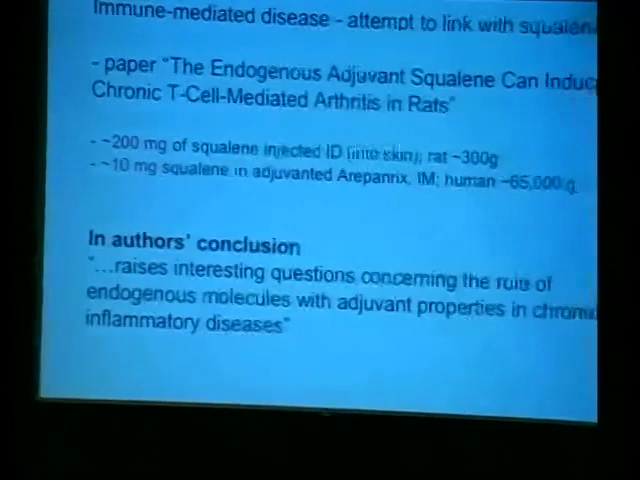 Immune-mediated disease - attempt to link with squalen
- paper "The Endogenous Adjuvant Squalene Can Induc
Chronic T-Cell-Mediated Arthritis in Rats"
- ~200 mg of squalene injected ID (into skin); rat ~300g
- ~10 mg squalene in adjuvanted Arepanrix, IM; human ~65,000 g
In authors' conclusion
"...raises interesting questions concerning the role of
endogenous molecules with adjuvant properties in chronic
inflammatory diseases"